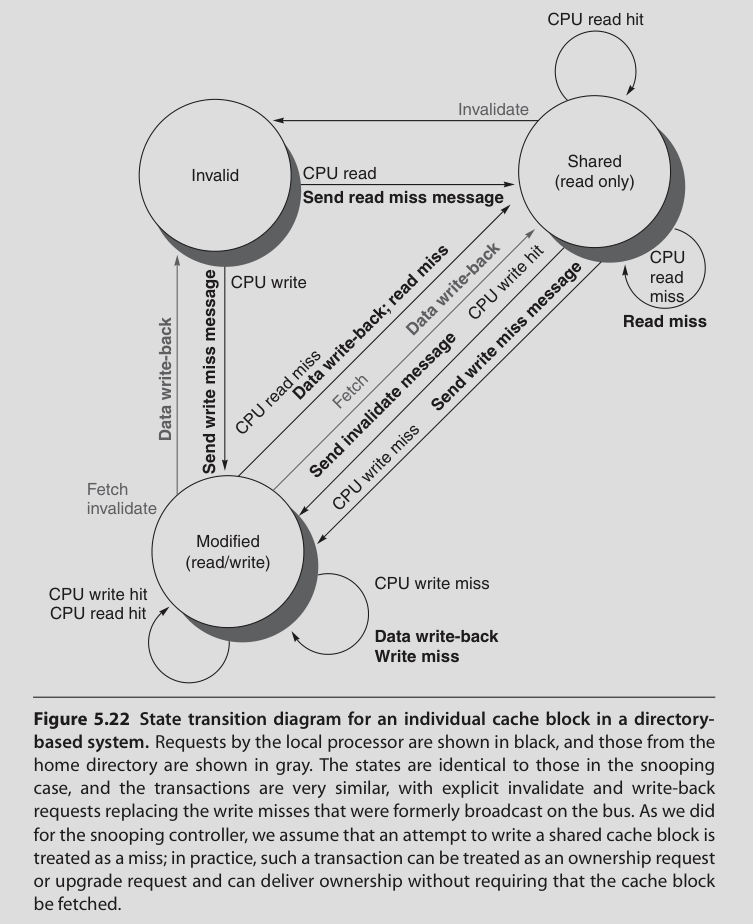 CPU read hit
Invalidate
Invalid
Shared
(read only)
CPU read
Send read miss message
CPU
read
miss
Read miss
CPU write
Send write miss message
Data write-back
Fetch
invalidate
CPU read miss
Data write-back; read miss
Fetch
Data write-back
Send invalidate message
CPU write hit
CPU write miss
Send write miss message
Modified
(read/write)
CPU write hit
CPU read hit
CPU write miss
Data write-back
Write miss
Figure 5.22 State transition diagram for an individual cache block in a directory-
based system. Requests by the local processor are shown in black, and those from the
home directory are shown in gray. The states are identical to those in the snooping
case, and the transactions are very similar, with explicit invalidate and write-back
requests replacing the write misses that were formerly broadcast on the bus. As we did
for the snooping controller, we assume that an attempt to write a shared cache block is
treated as a miss; in practice, such a transaction can be treated as an ownership request
or upgrade request and can deliver ownership without requiring that the cache block
be fetched.